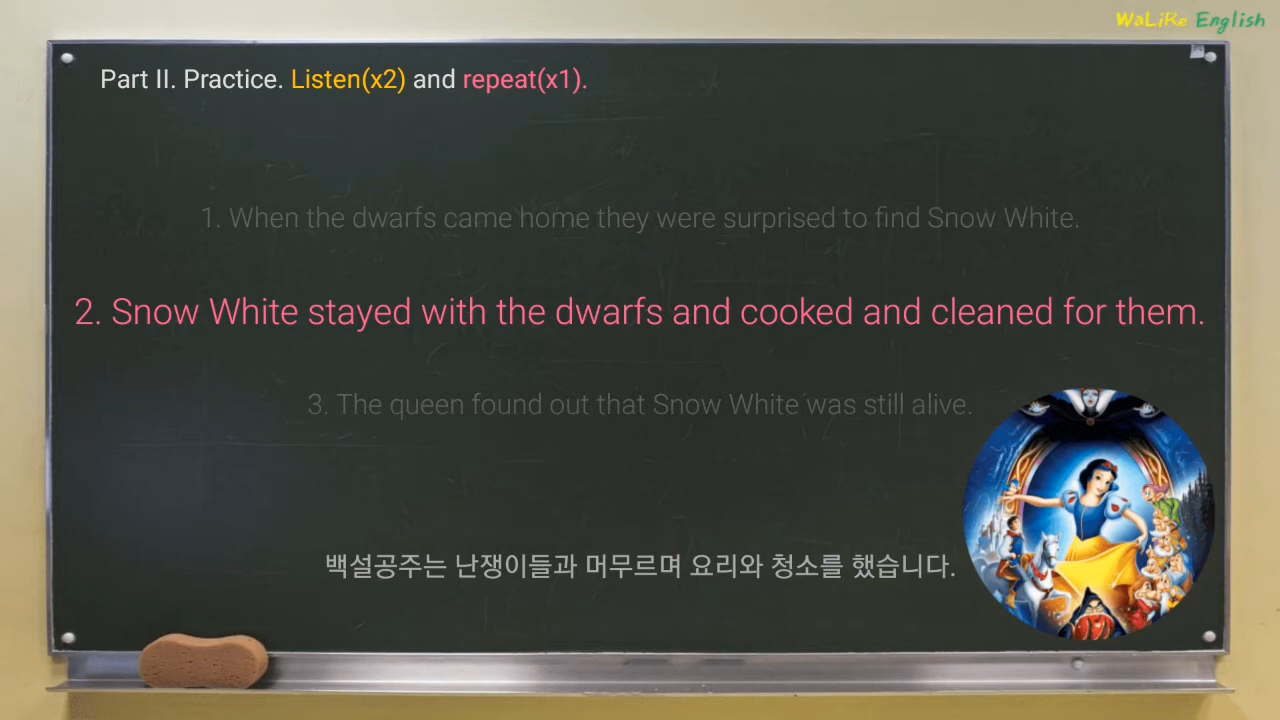 WaLiRe English
Part II. Practice. Listen(x2) and repeat(x1).
1. When the dwarfs came home they were surprised to find Snow White.
2. Snow White stayed with the dwarfs and cooked and cleaned for them.
3. The queen found out that Snow White was still alive.
백설공주는 난쟁이들과 머무르며 요리와 청소를 했습니다.